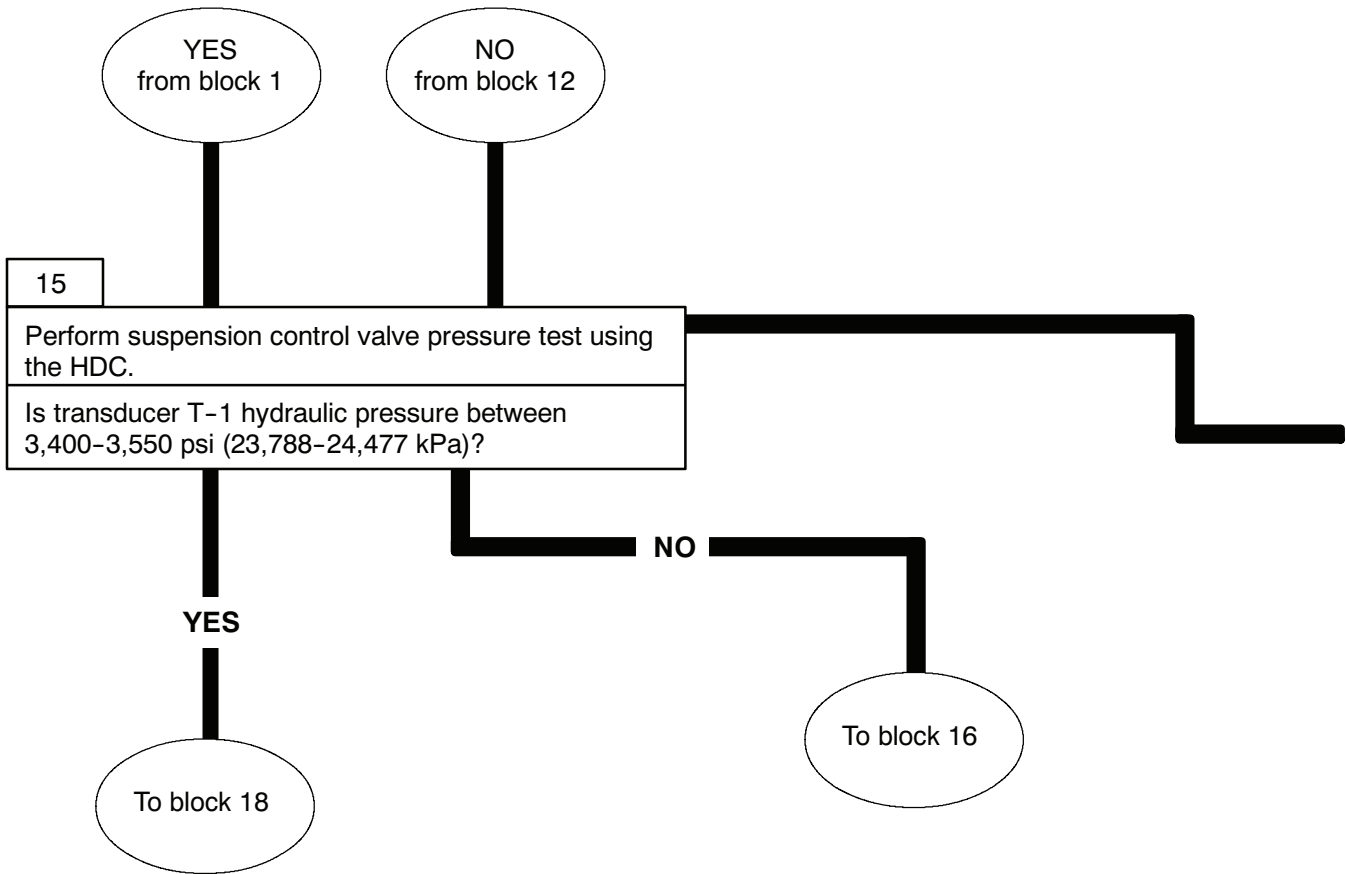 YES
from block 1
NO
from block 12
15
Perform suspension control valve pressure test using
the HDC.
Is transducer T-1 hydraulic pressure between
3,400-3,550 psi (23,788-24,477 kPa)?
NO
YES
To block 16
To block 18